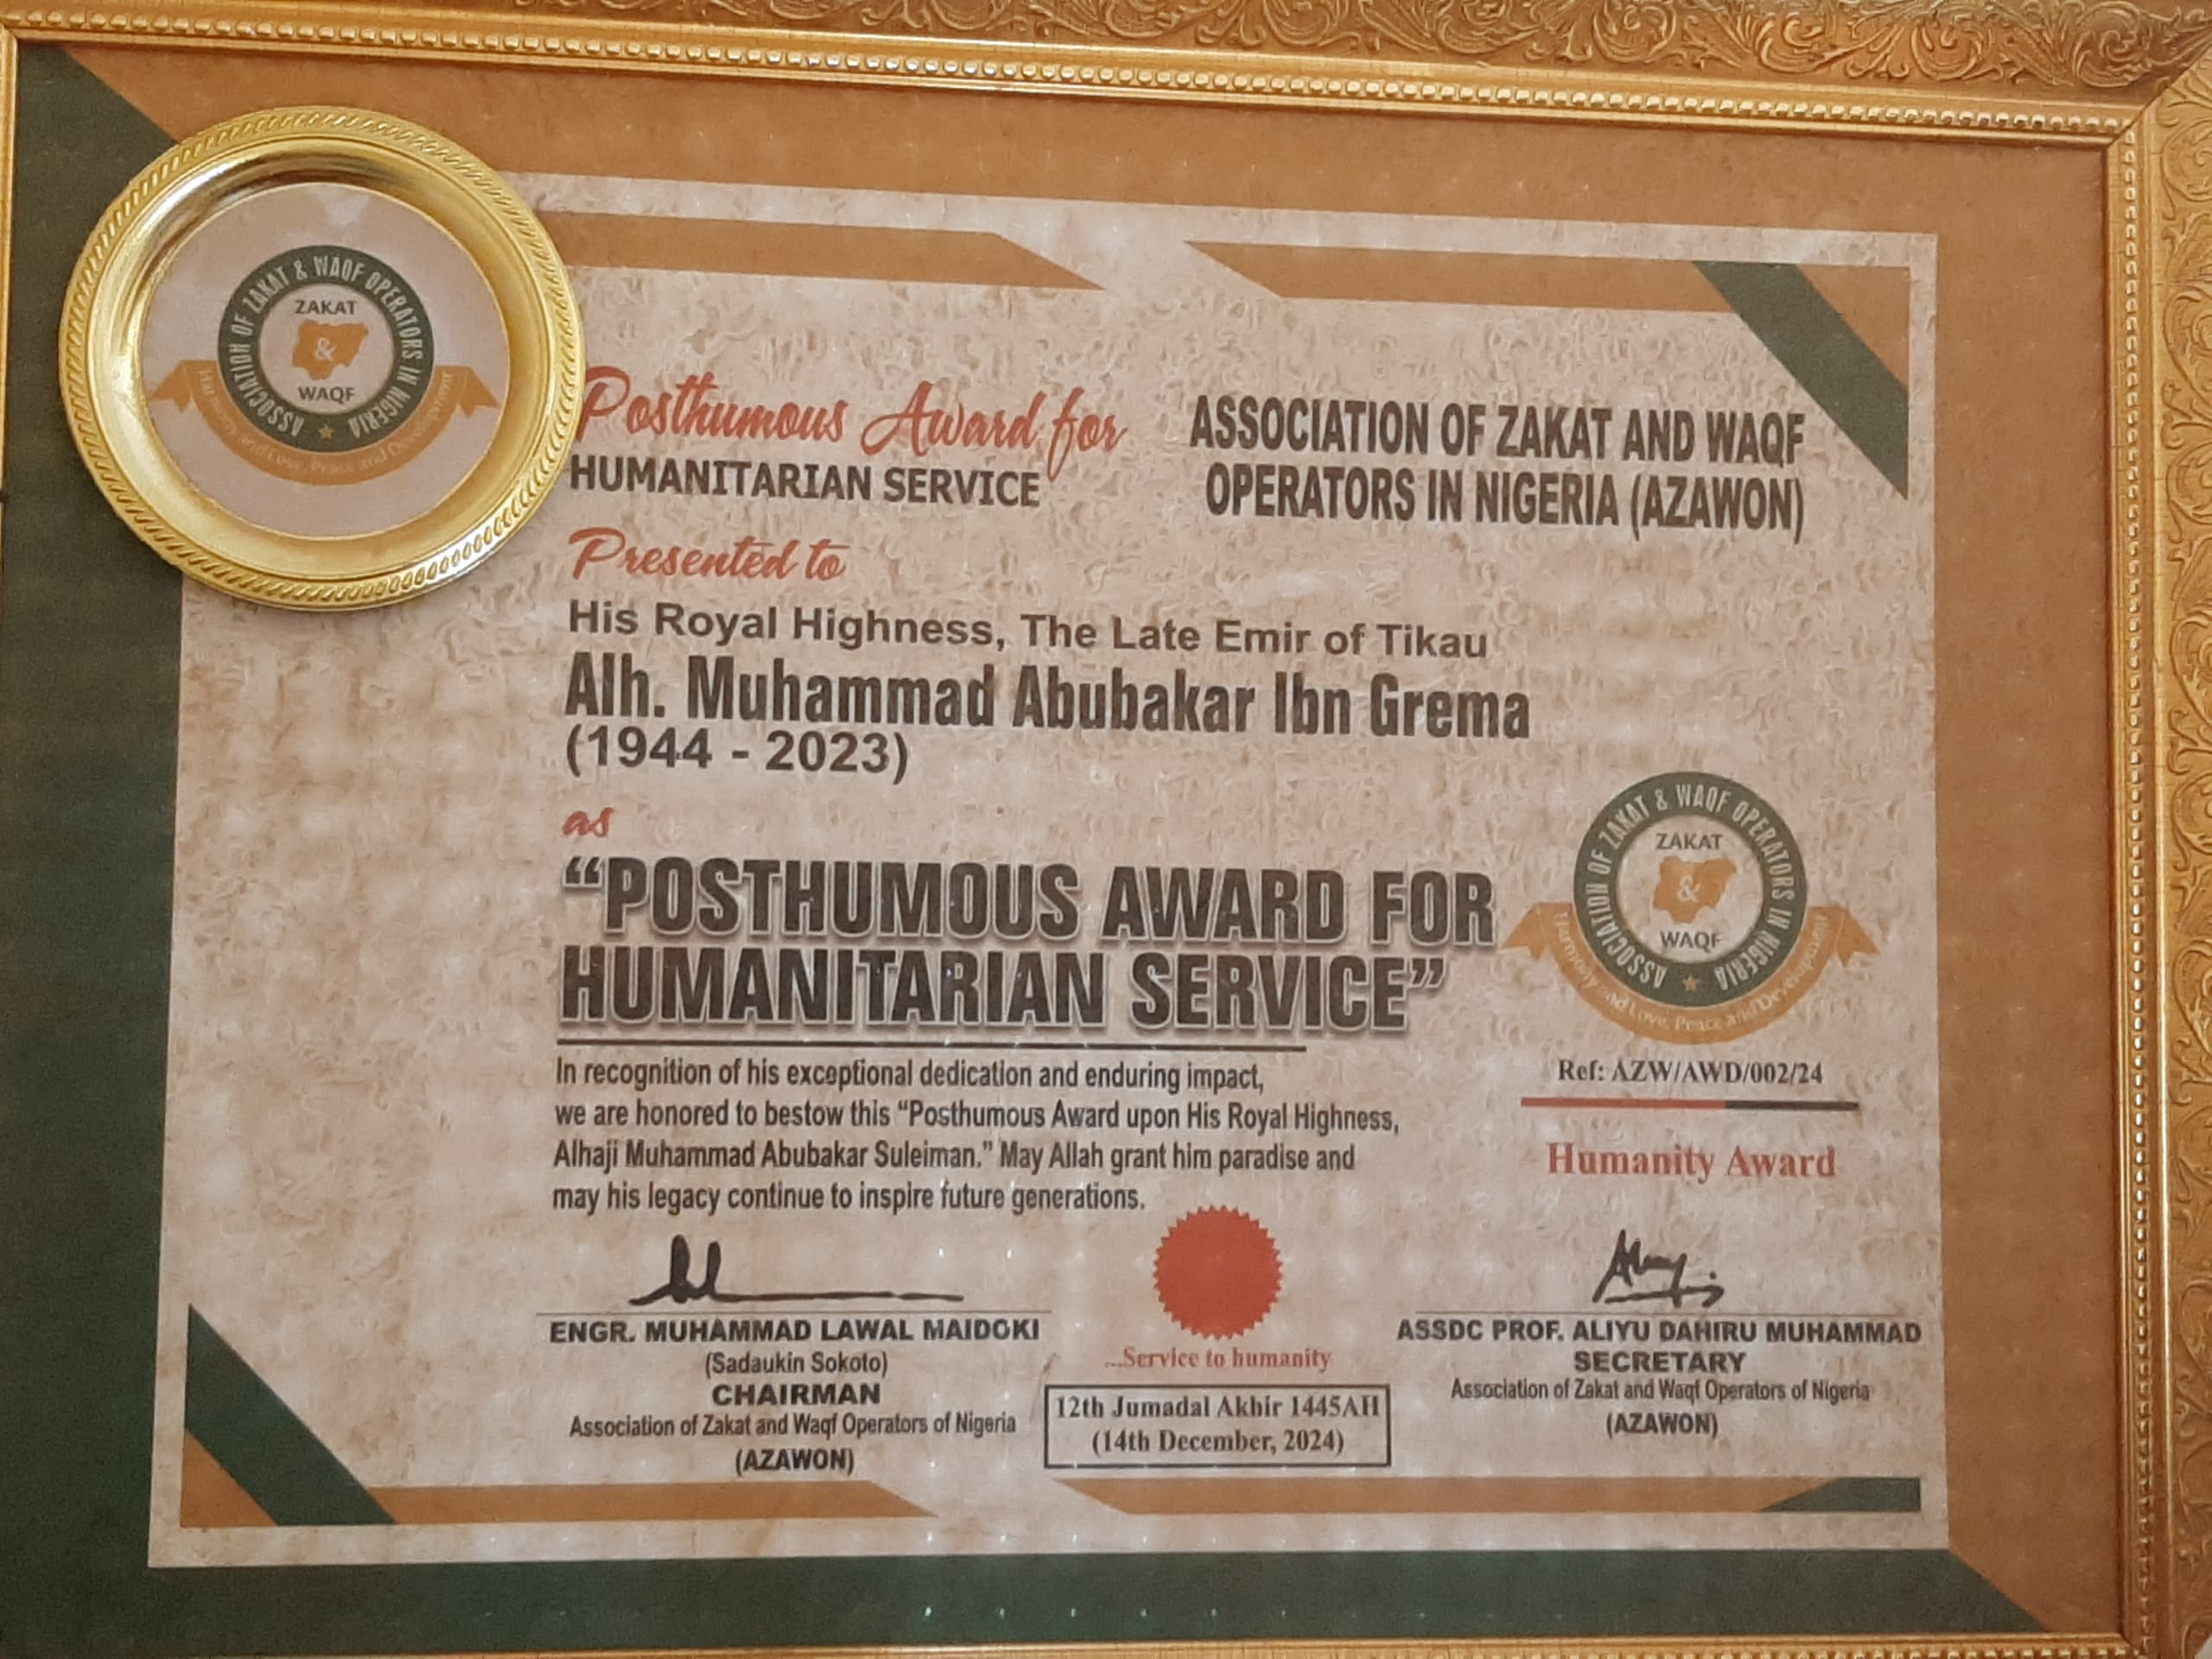 ASSOCIATION OF ZAKAT & WAQF OPERATORS IN NIGERIA
ZAKAT
&
WAQF
Harmony and Love, Peace and Development
Posthumous Award for
HUMANITARIAN SERVICE
ASSOCIATION OF ZAKAT AND WAQF
OPERATORS IN NIGERIA (AZAWON)
Presented to
His Royal Highness, The Late Emir of Tikau
Alh. Muhammad Abubakar Ibn Grema
(1944 - 2023)
as
“POSTHUMOUS AWARD FOR
HUMANITARIAN SERVICE”
In recognition of his exceptional dedication and enduring impact,
we are honored to bestow this “Posthumous Award upon His Royal Highness,
Alhaji Muhammad Abubakar Suleiman.” May Allah grant him paradise and
may his legacy continue to inspire future generations.
ASSOCIATION OF ZAKAT & WAQF OPERATORS IN NIGERIA
ZAKAT
&
WAQF
Harmony and Love, Peace and Development
Ref: AZW/AWD/002/24
Humanity Award
ENGR. MUHAMMAD LAWAL MAIDOKI
(Sadaukin Sokoto)
CHAIRMAN
Association of Zakat and Waqf Operators of Nigeria
(AZAWON)
...Service to humanity
12th Jumadal Akhir 1445AH
(14th December, 2024)
ASSDC PROF. ALIYU DAHIRU MUHAMMAD
SECRETARY
Association of Zakat and Waqf Operators of Nigeria
(AZAWON)